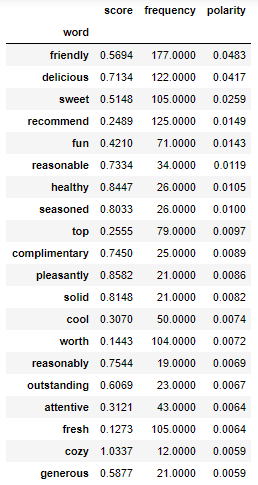 score frequency polarity
word
friendly 0.5694 177.0000 0.0483
delicious 0.7134 122.0000 0.0417
sweet 0.5148 105.0000 0.0259
recommend 0.2489 125.0000 0.0149
fun 0.4210 71.0000 0.0143
reasonable 0.7334 34.0000 0.0119
healthy 0.8447 26.0000 0.0105
seasoned 0.8033 26.0000 0.0100
top 0.2555 79.0000 0.0097
complimentary 0.7450 25.0000 0.0089
pleasantly 0.8582 21.0000 0.0086
solid 0.8148 21.0000 0.0082
cool 0.3070 50.0000 0.0074
worth 0.1443 104.0000 0.0072
reasonably 0.7544 19.0000 0.0069
outstanding 0.6069 23.0000 0.0067
attentive 0.3121 43.0000 0.0064
fresh 0.1273 105.0000 0.0064
cozy 1.0337 12.0000 0.0059
generous 0.5877 21.0000 0.0059